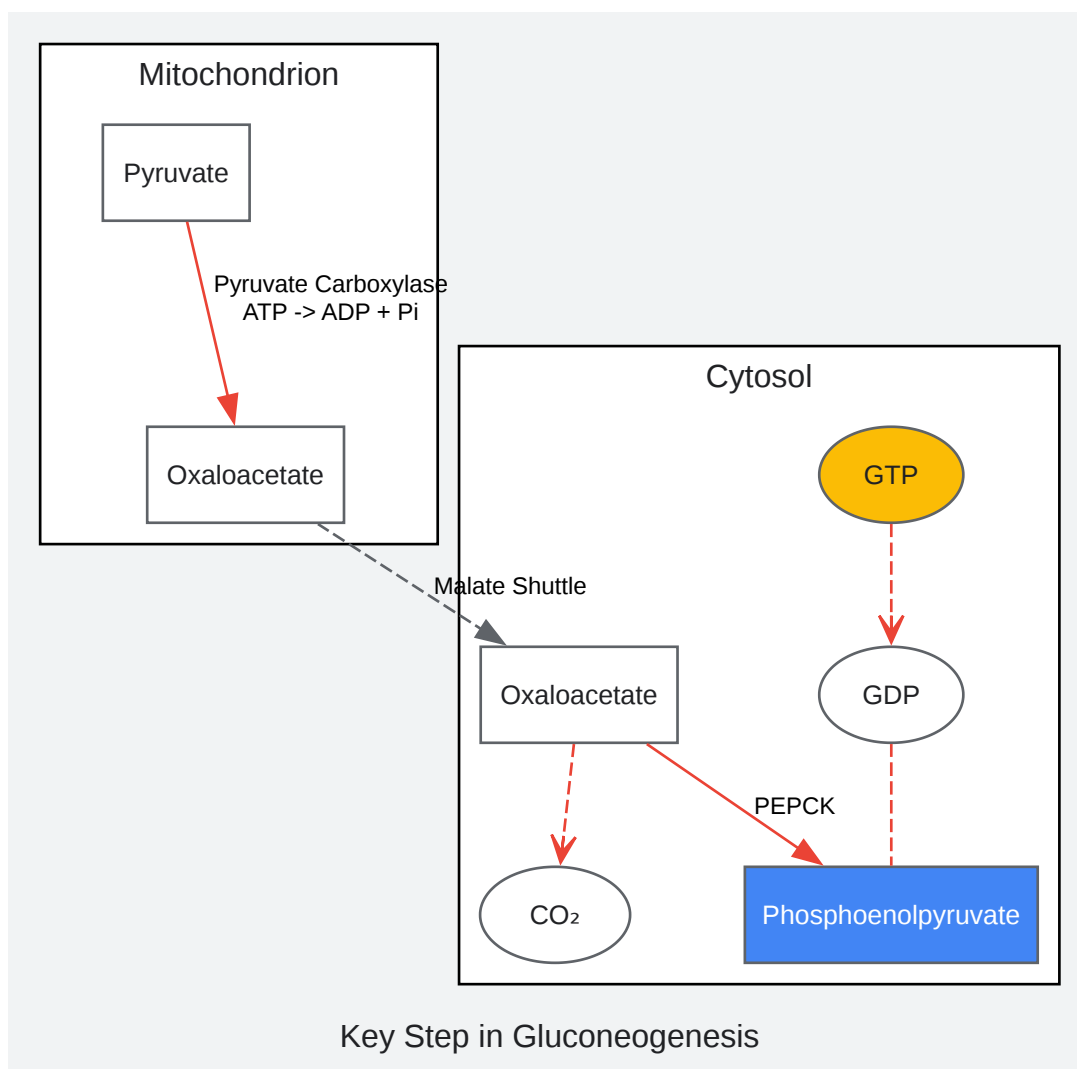 Mitochondrion
Pyruvate
Pyruvate Carboxylase
ATP -> ADP + Pi
Oxaloacetate
Cytosol
GTP
Malate Shuttle
Oxaloacetate
GDP
PEPCK
CO₂
Phosphoenolpyruvate
Key Step in Gluconeogenesis